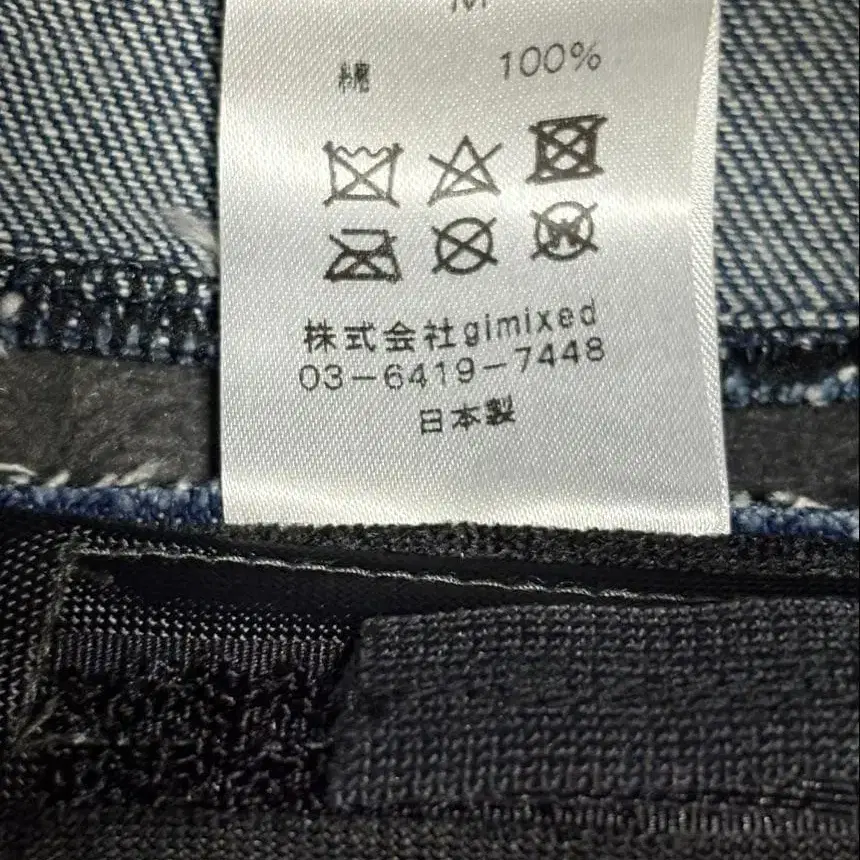 綿 100%
株式会社gimixed
03-6419-7448
日本製